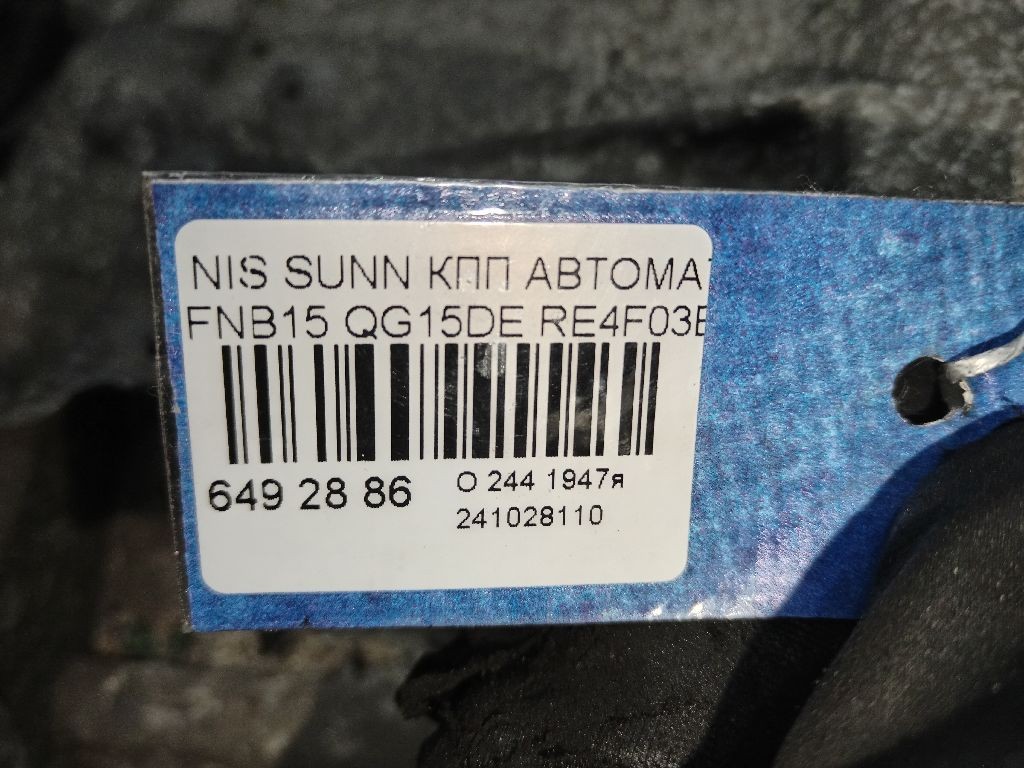 NIS SUNN КПП АВТОМАТ
FNB15 QG15DE RE4F03B
649 28 86
О 244 1947я
241028110